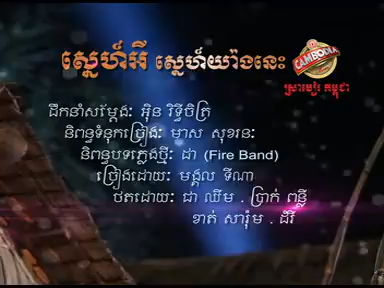 ស្នេហ៍អី ស្នេហ៍យ៉ាងនេះ
CAMBODIA
ស្រាបៀរ កម្ពុជា
ដឹកនាំសម្ដែងៈ អ៊ិន រិទ្ធីចិត្រ
និពន្ធទំនុកច្រៀងៈ មាស សុខរនៈ
និពន្ធបទភ្លេងថ្មីៈ ដា (Fire Band)
ច្រៀងដោយៈ មង្គល ទីណា
ថតដោយៈ ជា ឈឹម . ប្រាក់ ពន្លឺ
ខាត់ សារ៉ុម . ដិរី